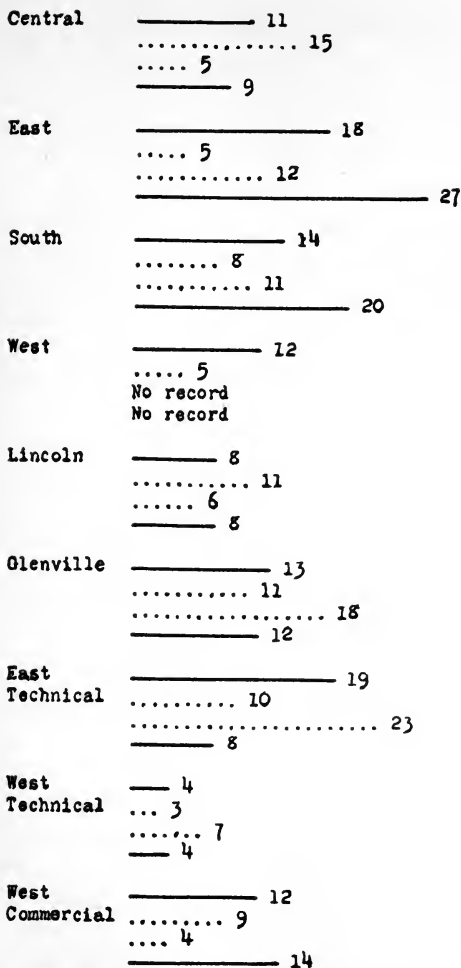 Central 11
15
5
9
East 18
5
12
27
South 14
8
11
20
West 12
5
No record
No record
Lincoln 8
11
6
8
Glenville 13
11
18
12
East 19
Technical 10
23
8
West 4
Technical 3
7
4
West 12
Commercial 9
4
14